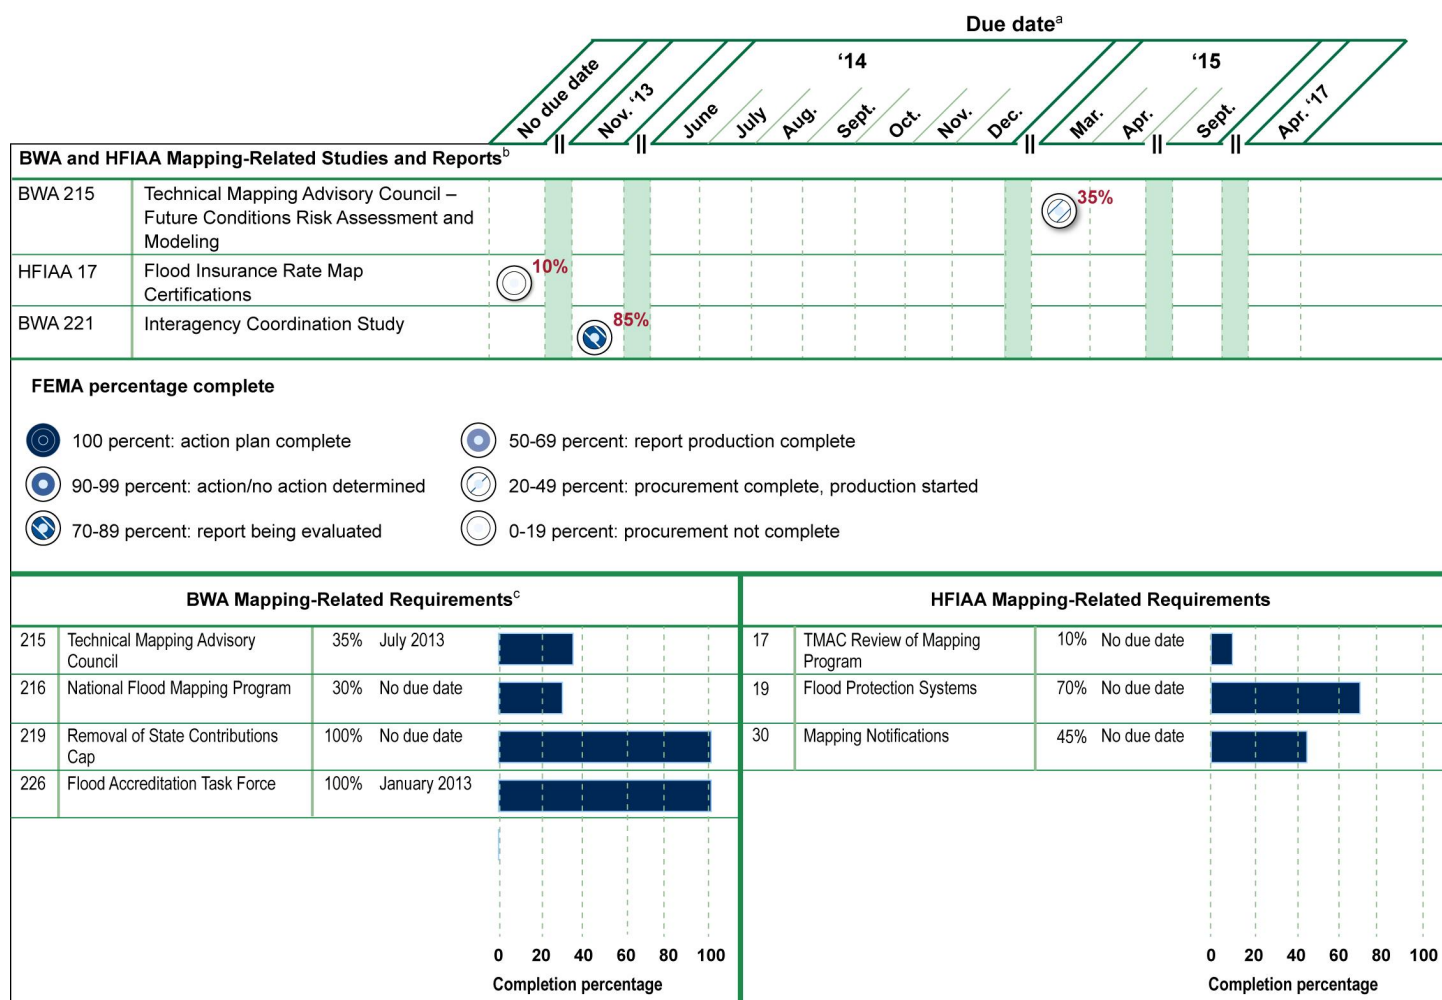 Due dateᵃ
No due date
Nov. ‘13
‘14
June
July
Aug.
Sept.
Oct.
Nov.
Dec.
‘15
Mar.
Apr.
Sept.
Apr. ‘17
BWA and HFIAA Mapping-Related Studies and Reportsᵇ
BWA 215 Technical Mapping Advisory Council –
Future Conditions Risk Assessment and
Modeling
35%
HFIAA 17 Flood Insurance Rate Map
Certifications
10%
BWA 221 Interagency Coordination Study
85%
FEMA percentage complete
100 percent: action plan complete
90-99 percent: action/no action determined
70-89 percent: report being evaluated
50-69 percent: report production complete
20-49 percent: procurement complete, production started
0-19 percent: procurement not complete
BWA Mapping-Related Requirementsᶜ
215 Technical Mapping Advisory 35% July 2013
Council
216 National Flood Mapping Program 30% No due date
219 Removal of State Contributions 100% No due date
Cap
226 Flood Accreditation Task Force 100% January 2013
0 20 40 60 80 100
Completion percentage
HFIAA Mapping-Related Requirements
17 TMAC Review of Mapping 10% No due date
Program
19 Flood Protection Systems 70% No due date
30 Mapping Notifications 45% No due date
0 20 40 60 80 100
Completion percentage